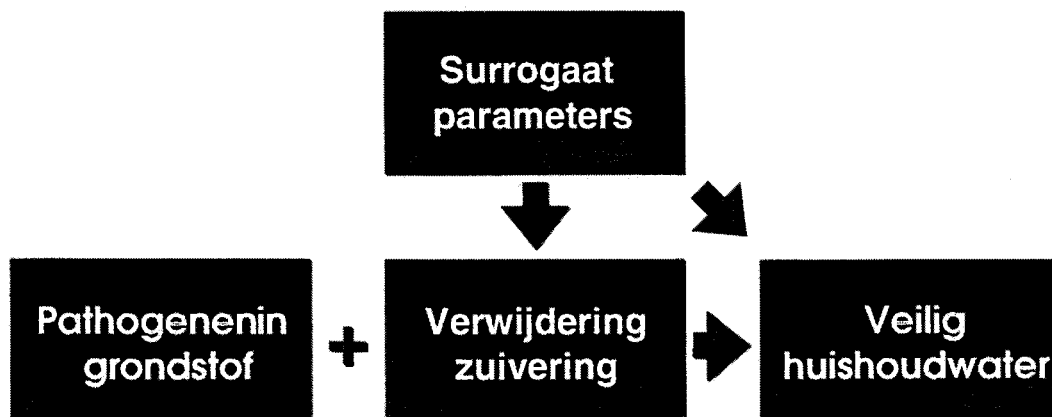 Surrogaat
parameters
Pathogenenin
grondstof
+
Verwijdering
zuivering
Veilig
huishoudwater